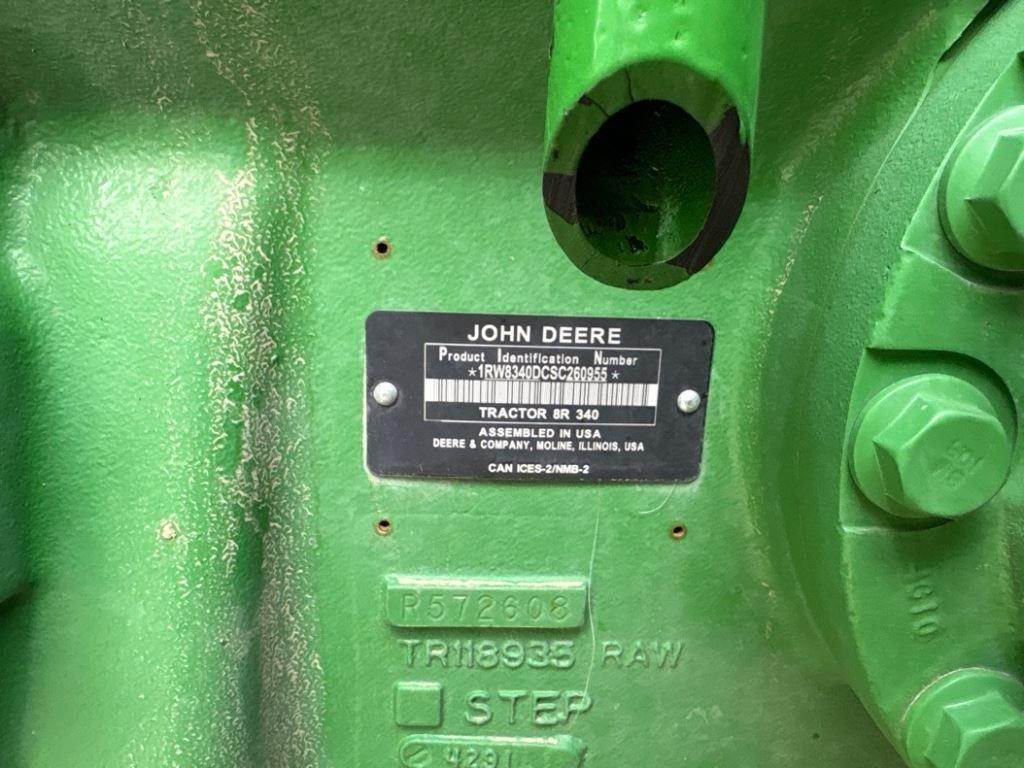 JOHN DEERE
Product Identification Number
*1RW8340DCSC260955*
TRACTOR 8R 340
ASSEMBLED IN USA
DEERE & COMPANY, MOLINE, ILLINOIS, USA
CAN ICES-2/NMB-2
R572608
TR118935 RAW
STEP
4291